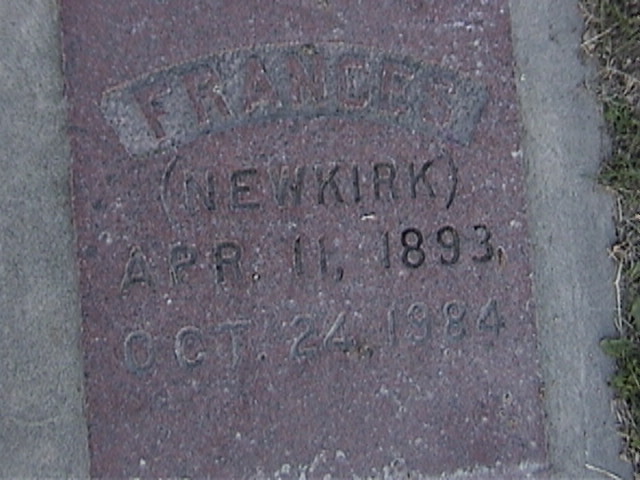 FRANCES
(NEWKIRK)
APR. 11, 1893
OCT. 24, 1984